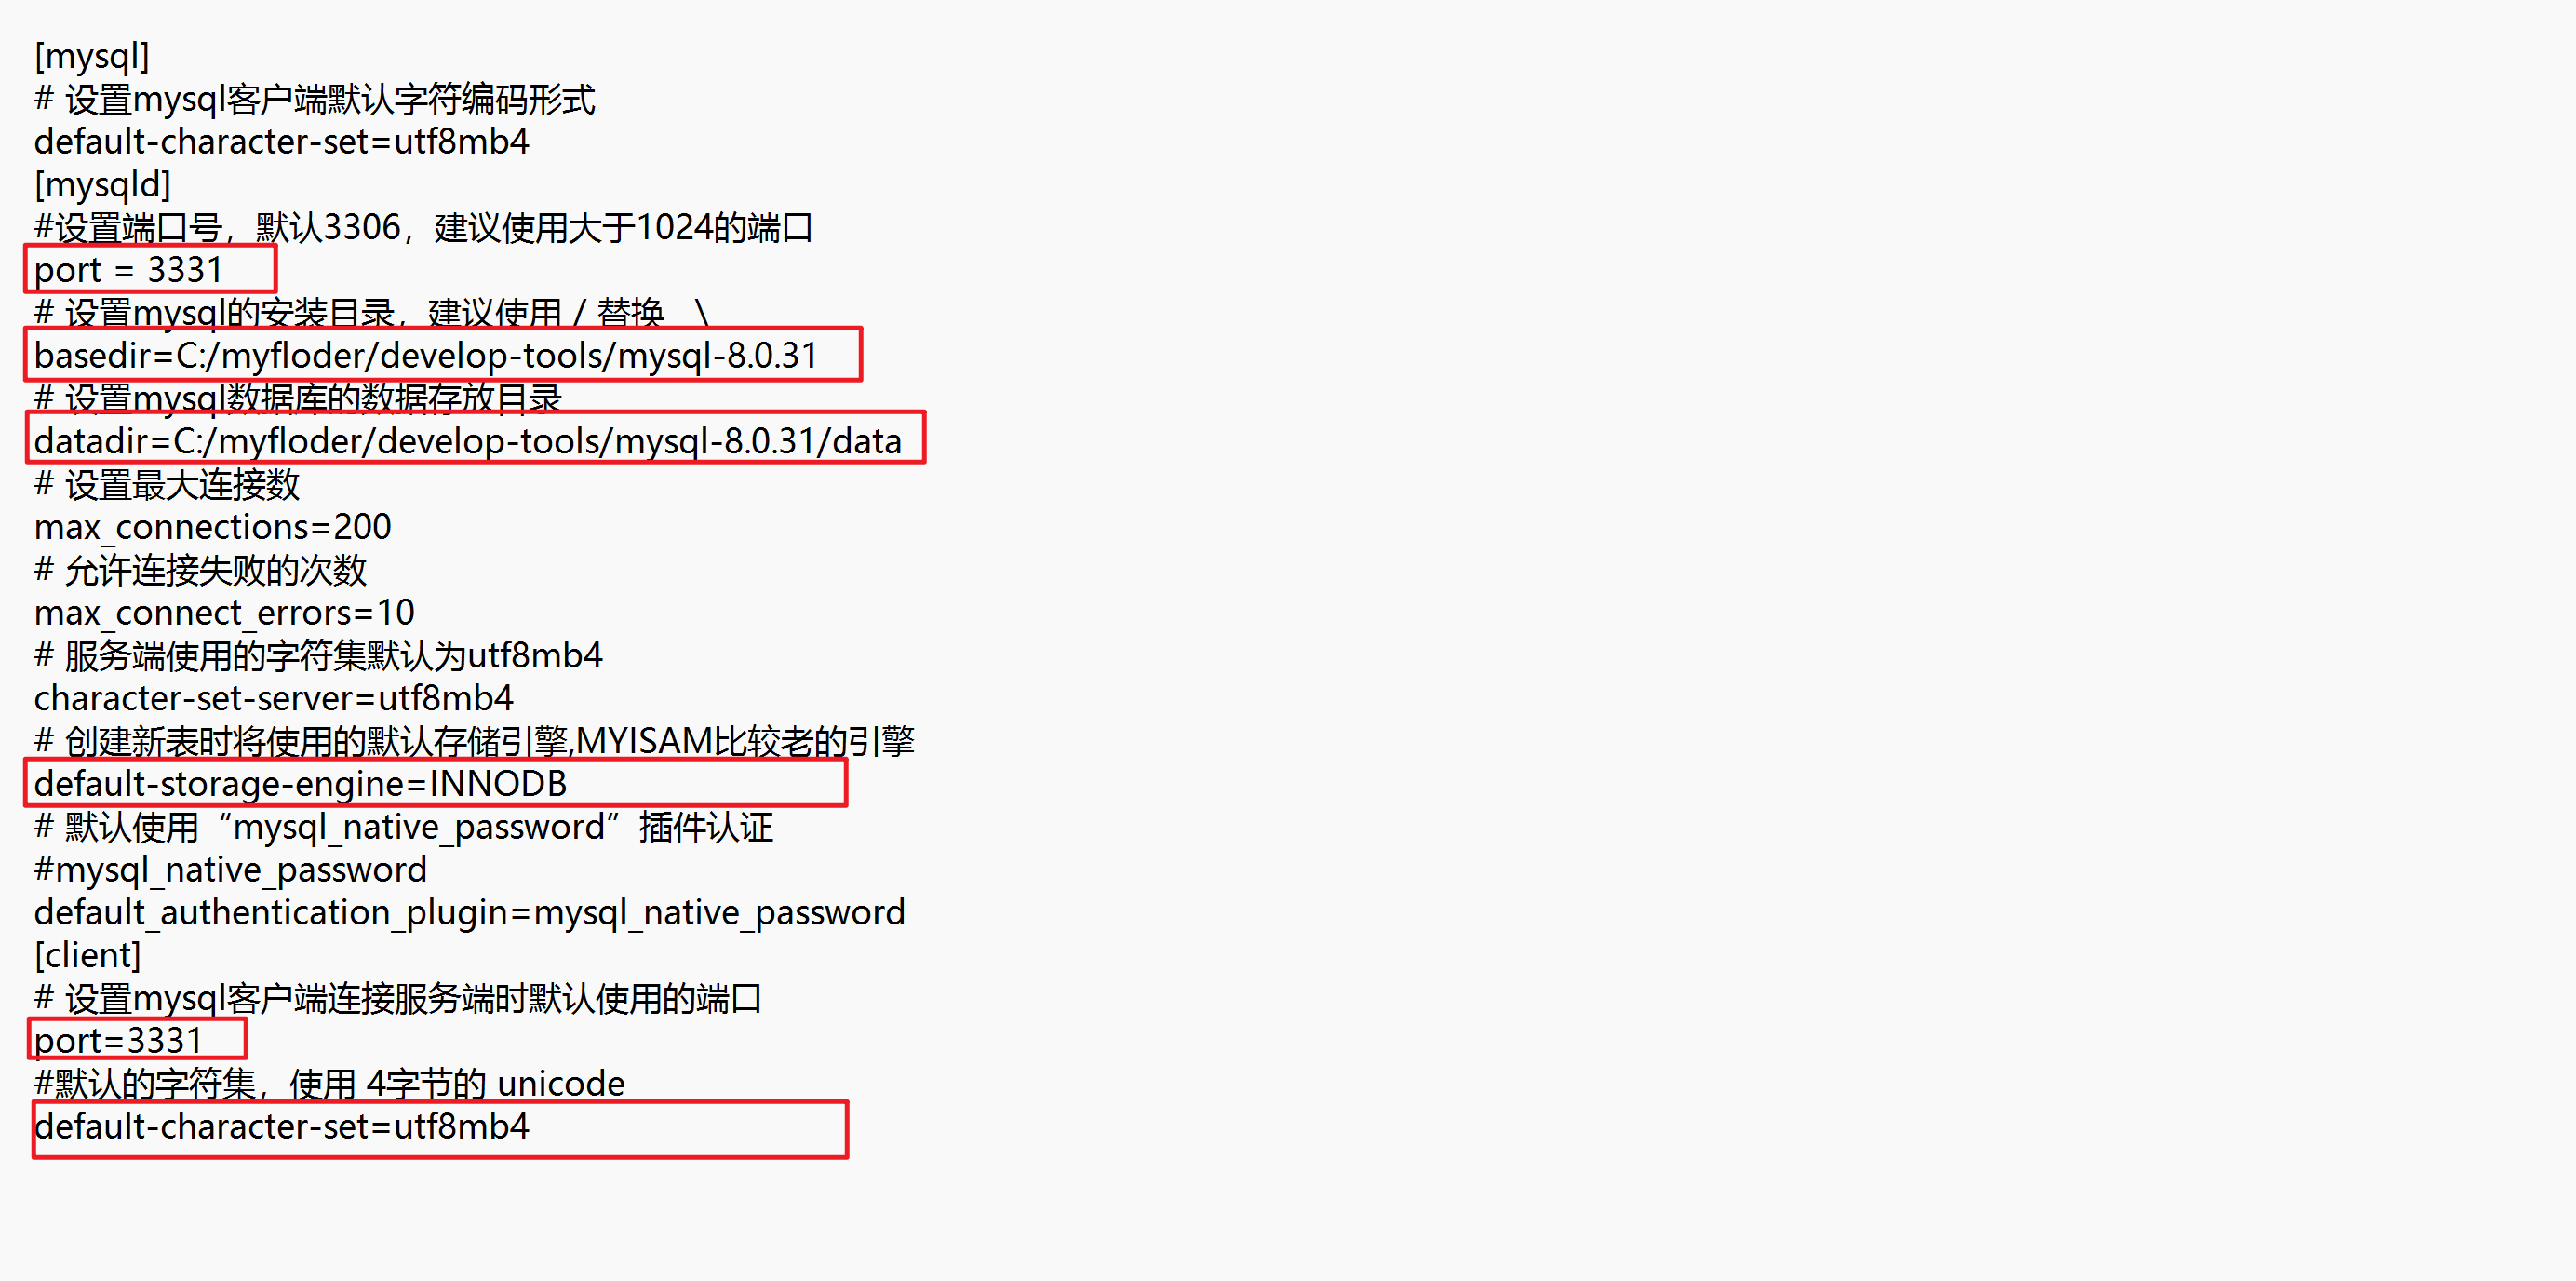 [mysql]
# 设置mysql客户端默认字符编码形式
default-character-set=utf8mb4
[mysqld]
#设置端口号，默认3306，建议使用大于1024的端口
port = 3331
# 设置mysql的安装目录，建议使用 / 替换 \
basedir=C:/myfloder/develop-tools/mysql-8.0.31
# 设置mysql数据库的数据存放目录
datadir=C:/myfloder/develop-tools/mysql-8.0.31/data
# 设置最大连接数
max_connections=200
# 允许连接失败的次数
max_connect_errors=10
# 服务端使用的字符集默认为utf8mb4
character-set-server=utf8mb4
# 创建新表时将使用的默认存储引擎,MYISAM比较老的引擎
default-storage-engine=INNODB
# 默认使用“mysql_native_password”插件认证
#mysql_native_password
default_authentication_plugin=mysql_native_password
[client]
# 设置mysql客户端连接服务端时默认使用的端口
port=3331
#默认的字符集，使用 4字节的 unicode
default-character-set=utf8mb4